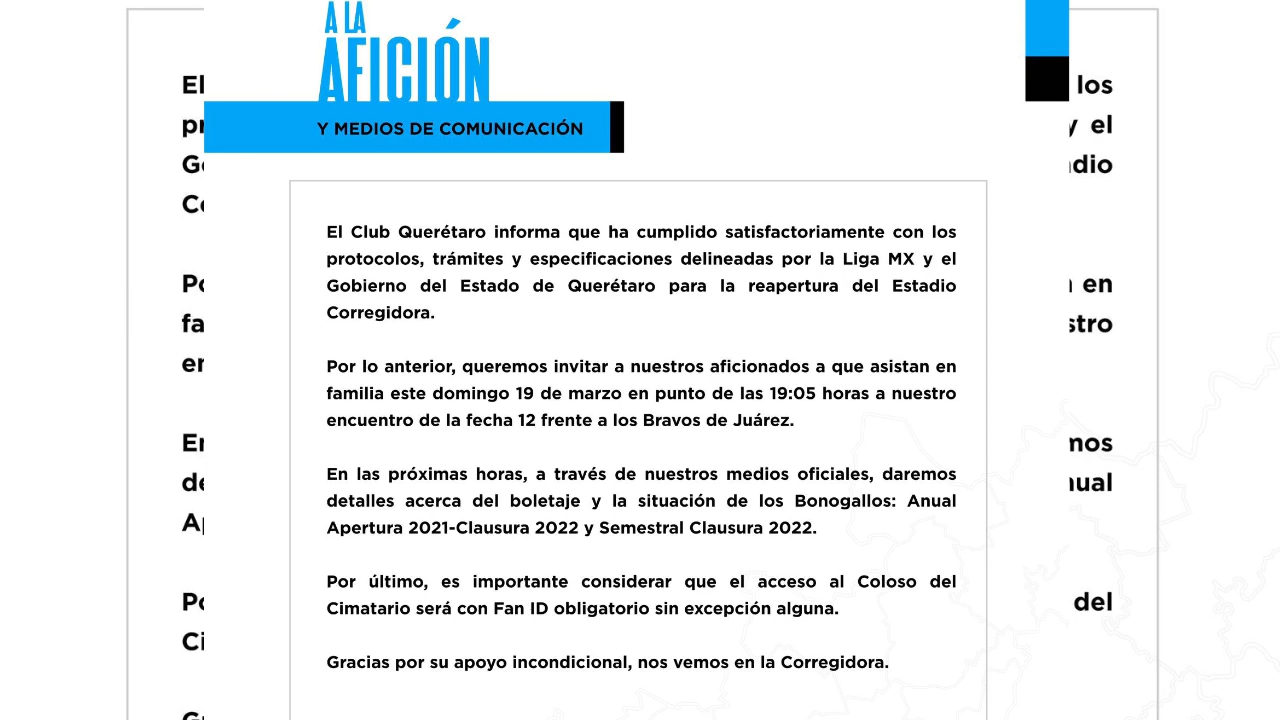 A LA
AFICIÓN
Y MEDIOS DE COMUNICACIÓN
El Club Querétaro informa que ha cumplido satisfactoriamente con los
protocolos, trámites y especificaciones delineadas por la Liga MX y el
Gobierno del Estado de Querétaro para la reapertura del Estadio
Corregidora.
Por lo anterior, queremos invitar a nuestros aficionados a que asistan en
familia este domingo 19 de marzo en punto de las 19:05 horas a nuestro
encuentro de la fecha 12 frente a los Bravos de Juárez.
En las próximas horas, a través de nuestros medios oficiales, daremos
detalles acerca del boletaje y la situación de los Bonogallos: Anual
Apertura 2021-Clausura 2022 y Semestral Clausura 2022.
Por último, es importante considerar que el acceso al Coloso del
Cimatario será con Fan ID obligatorio sin excepción alguna.
Gracias por su apoyo incondicional, nos vemos en la Corregidora.